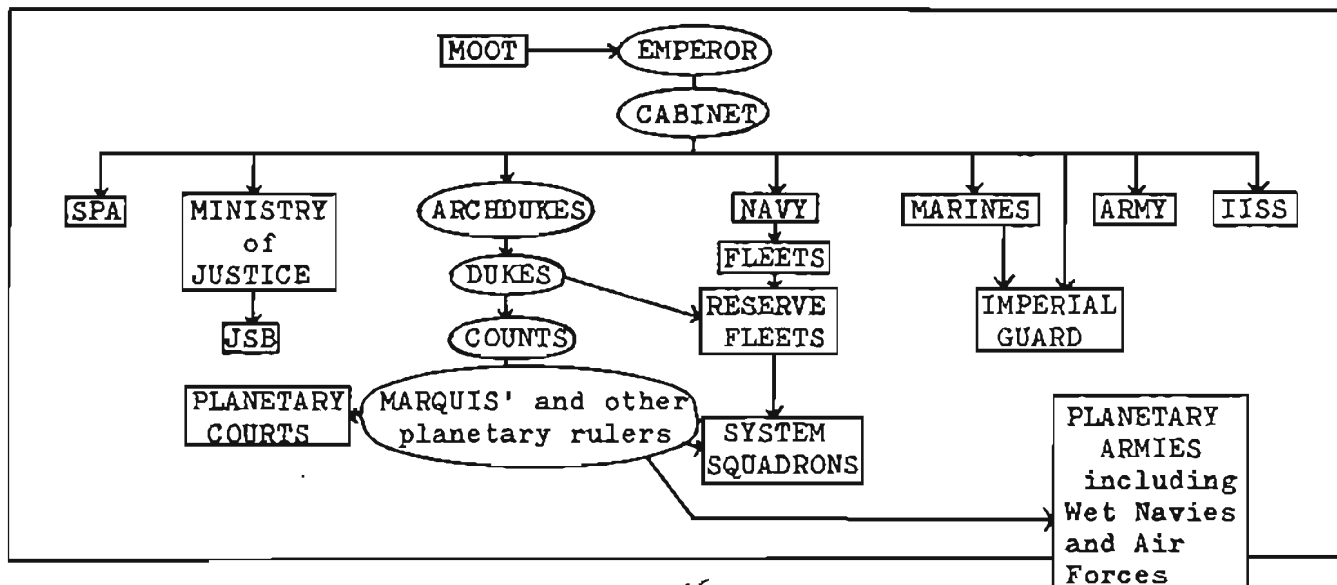 MOOT
EMPEROR
CABINET
SPA
MINISTRY
of
JUSTICE
ARCHDUKES
NAVY
MARINES
ARMY
IISS
FLEETS
DUKES
RESERVE
FLEETS
IMPERIAL
GUARD
JSB
COUNTS
PLANETARY
COURTS
MARQUIS' and other
planetary rulers
SYSTEM
SQUADRONS
PLANETARY
ARMIES
including
Wet Navies
and Air
Forces